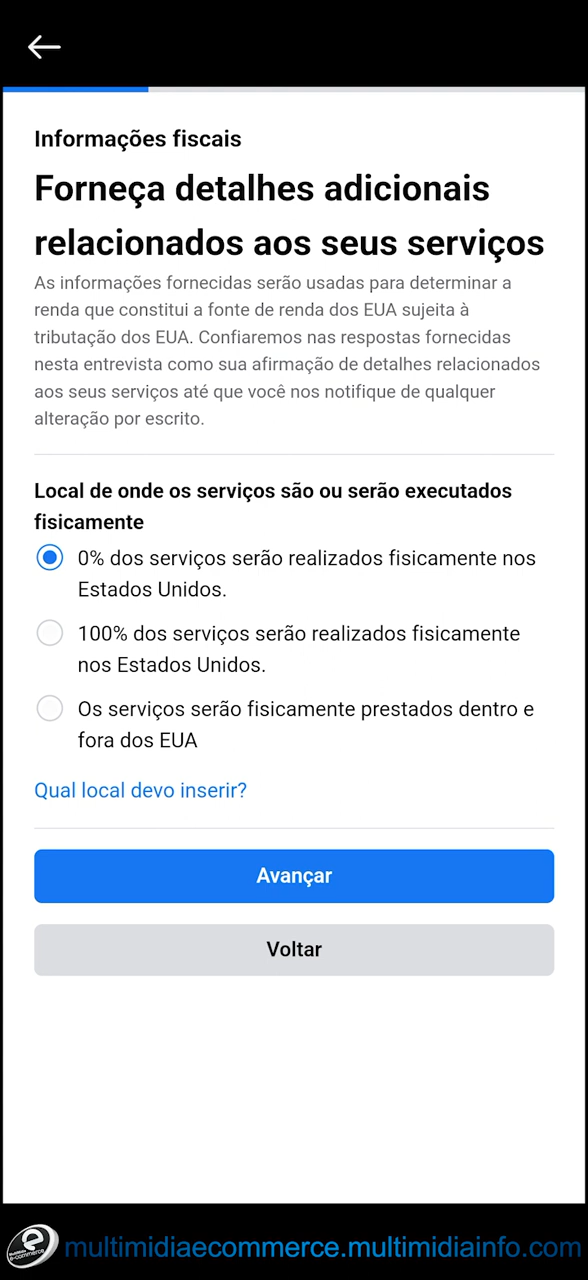 Informações fiscais
Forneça detalhes adicionais
relacionados aos seus serviços
As informações fornecidas serão usadas para determinar a
renda que constitui a fonte de renda dos EUA sujeita à
tributação dos EUA. Confiaremos nas respostas fornecidas
nesta entrevista como sua afirmação de detalhes relacionados
aos seus serviços até que você nos notifique de qualquer
alteração por escrito.
Local de onde os serviços são ou serão executados
fisicamente
0% dos serviços serão realizados fisicamente nos
Estados Unidos.
100% dos serviços serão realizados fisicamente
nos Estados Unidos.
Os serviços serão fisicamente prestados dentro e
fora dos EUA
Qual local devo inserir?
Avançar
Voltar
multimidiaecommerce.multimidiainfo.com